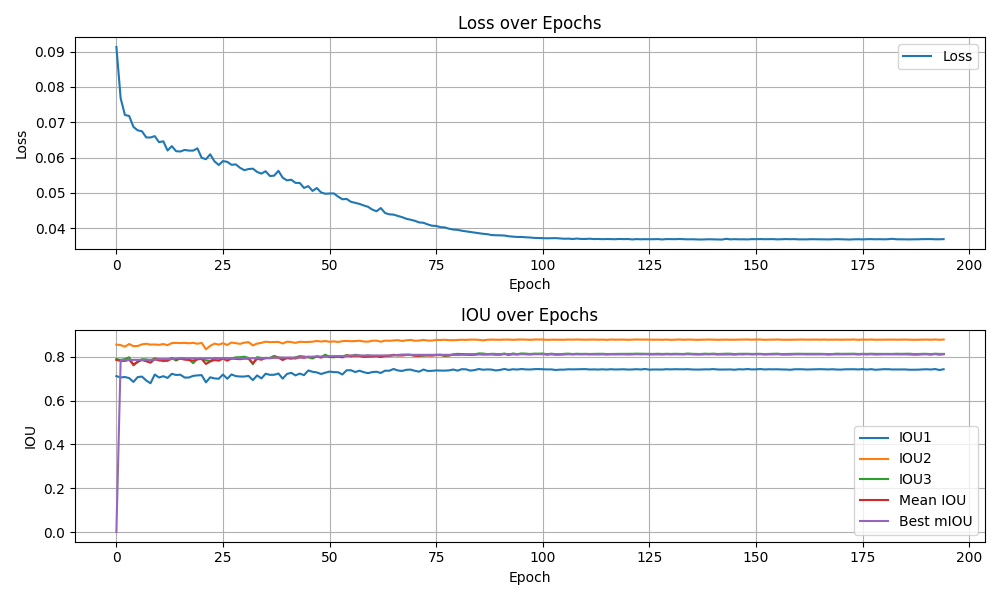 Loss over Epochs
0.09
0.08
0.07
0.06
0.05
0.04
Loss
Loss
0 25 50 75 100 125 150 175 200
Epoch
IOU over Epochs
0.8
0.6
0.4
0.2
0.0
IOU
IOU1
IOU2
IOU3
Mean IOU
Best mIOU
0 25 50 75 100 125 150 175 200
Epoch